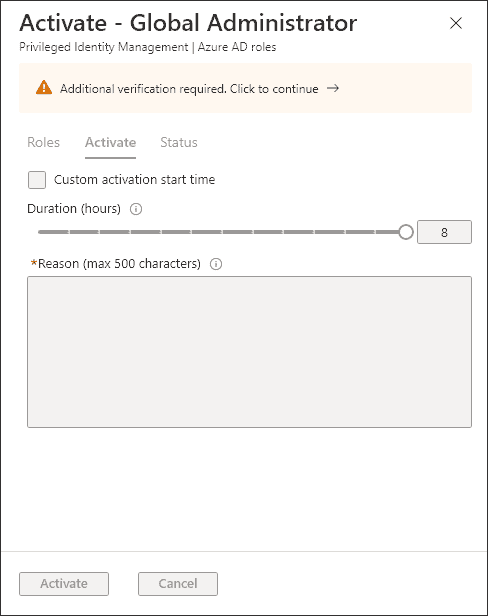 Activate - Global Administrator
Privileged Identity Management | Azure AD roles
Additional verification required. Click to continue →
Roles Activate Status
Custom activation start time
Duration (hours)
8
*Reason (max 500 characters)
Activate Cancel